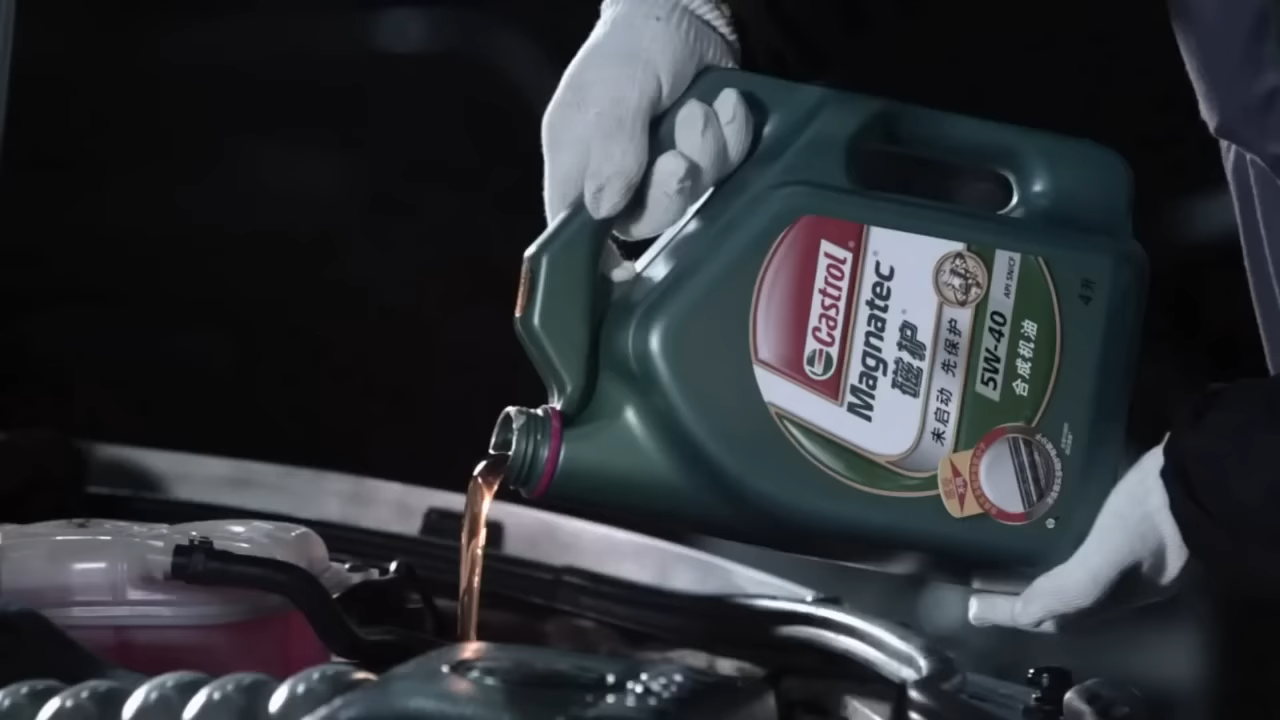 Castrol
Magnatec
磁护
未启动 先保护
5W-40
API SN/CF
合成机油
4升